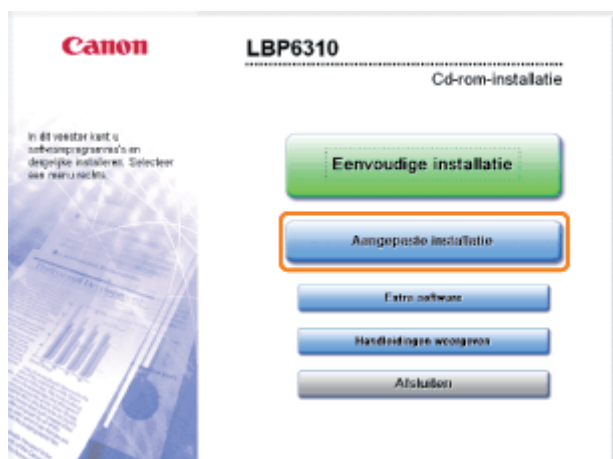 Canon
LBP6310
Cd-rom-installatie
In dit venster kunt u
softwareprogramma's en
dergelijke installeren. Selecteer
een menu rechts.
Eenvoudige installatie
Aangepaste installatie
Extra software
Handleidingen weergeven
Afsluiten